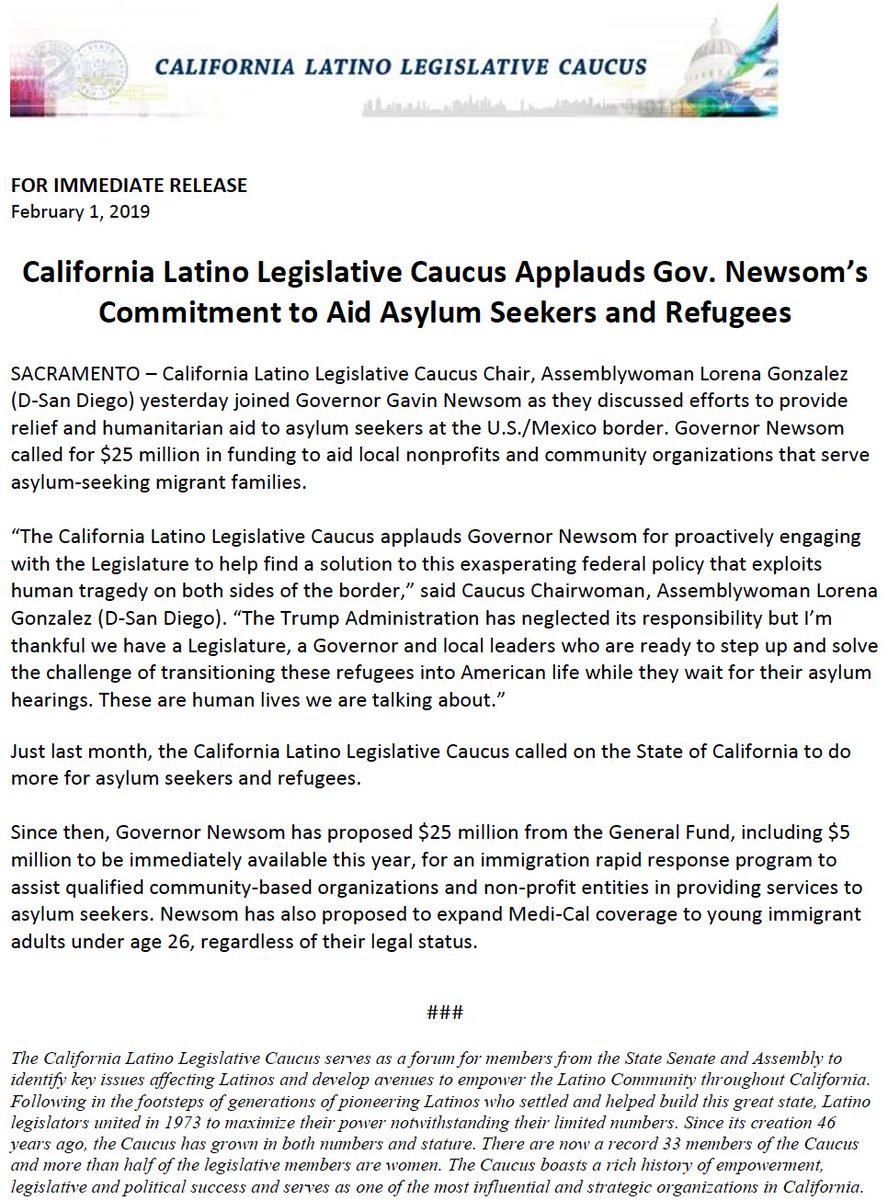 CALIFORNIA LATINO LEGISLATIVE CAUCUS
FOR IMMEDIATE RELEASE
February 1, 2019
California Latino Legislative Caucus Applauds Gov. Newsom’s
Commitment to Aid Asylum Seekers and Refugees
SACRAMENTO – California Latino Legislative Caucus Chair, Assemblywoman Lorena Gonzalez
(D-San Diego) yesterday joined Governor Gavin Newsom as they discussed efforts to provide
relief and humanitarian aid to asylum seekers at the U.S./Mexico border. Governor Newsom
called for $25 million in funding to aid local nonprofits and community organizations that serve
asylum-seeking migrant families.
“The California Latino Legislative Caucus applauds Governor Newsom for proactively engaging
with the Legislature to help find a solution to this exasperating federal policy that exploits
human tragedy on both sides of the border,” said Caucus Chairwoman, Assemblywoman Lorena
Gonzalez (D-San Diego). “The Trump Administration has neglected its responsibility but I’m
thankful we have a Legislature, a Governor and local leaders who are ready to step up and solve
the challenge of transitioning these refugees into American life while they wait for their asylum
hearings. These are human lives we are talking about.”
Just last month, the California Latino Legislative Caucus called on the State of California to do
more for asylum seekers and refugees.
Since then, Governor Newsom has proposed $25 million from the General Fund, including $5
million to be immediately available this year, for an immigration rapid response program to
assist qualified community-based organizations and non-profit entities in providing services to
asylum seekers. Newsom has also proposed to expand Medi-Cal coverage to young immigrant
adults under age 26, regardless of their legal status.
###
The California Latino Legislative Caucus serves as a forum for members from the State Senate and Assembly to
identify key issues affecting Latinos and develop avenues to empower the Latino Community throughout California.
Following in the footsteps of generations of pioneering Latinos who settled and helped build this great state, Latino
legislators united in 1973 to maximize their power notwithstanding their limited numbers. Since its creation 46
years ago, the Caucus has grown in both numbers and stature. There are now a record 33 members of the Caucus
and more than half of the legislative members are women. The Caucus boasts a rich history of empowerment,
legislative and political success and serves as one of the most influential and strategic organizations in California.